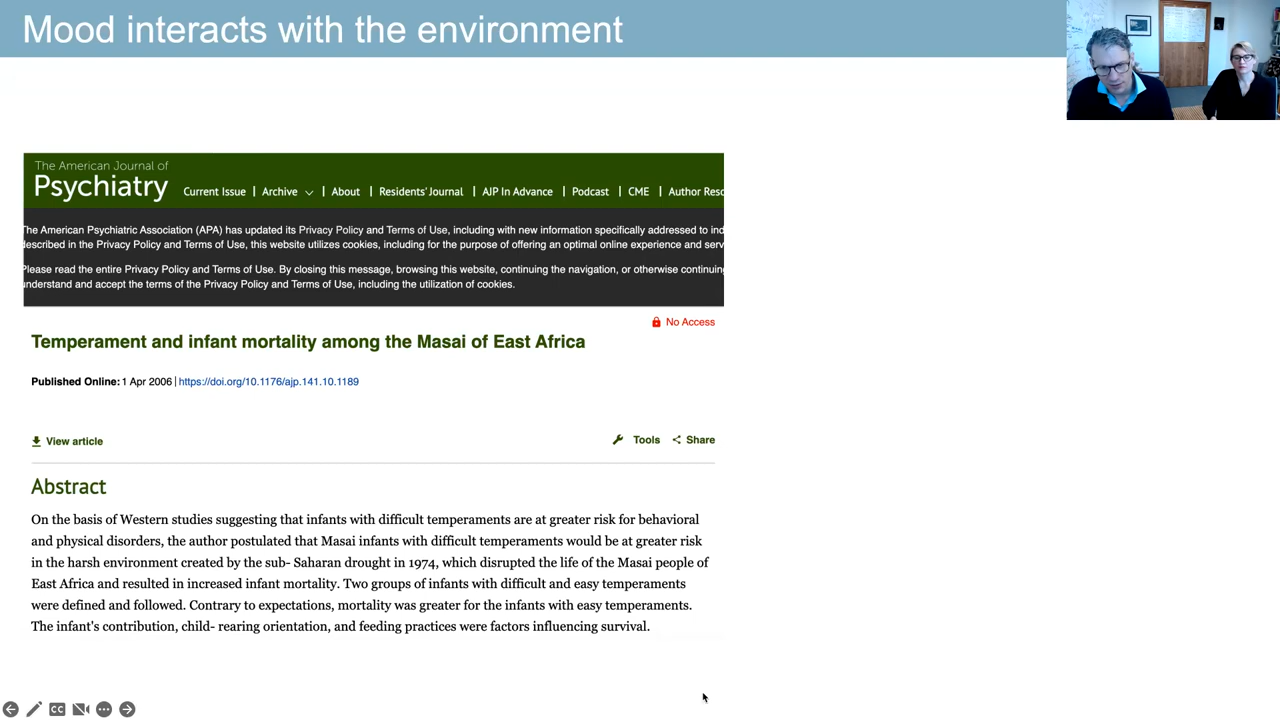 Mood interacts with the environment
The American Journal of
Psychiatry
Current Issue | Archive | About | Residents' Journal | AJP In Advance | Podcast | CME | Author Reso
The American Psychiatric Association (APA) has updated its Privacy Policy and Terms of Use, including with new information specifically addressed to ind
described in the Privacy Policy and Terms of Use, this website utilizes cookies, including for the purpose of offering an optimal online experience and serv
Please read the entire Privacy Policy and Terms of Use. By closing this message, browsing this website, continuing the navigation, or otherwise continuing
understand and accept the terms of the Privacy Policy and Terms of Use, including the utilization of cookies.
No Access
Temperament and infant mortality among the Masai of East Africa
Published Online: 1 Apr 2006 | https://doi.org/10.1176/ajp.141.10.1189
View article
Tools
Share
Abstract
On the basis of Western studies suggesting that infants with difficult temperaments are at greater risk for behavioral
and physical disorders, the author postulated that Masai infants with difficult temperaments would be at greater risk
in the harsh environment created by the sub- Saharan drought in 1974, which disrupted the life of the Masai people of
East Africa and resulted in increased infant mortality. Two groups of infants with difficult and easy temperaments
were defined and followed. Contrary to expectations, mortality was greater for the infants with easy temperaments.
The infant's contribution, child- rearing orientation, and feeding practices were factors influencing survival.
CC